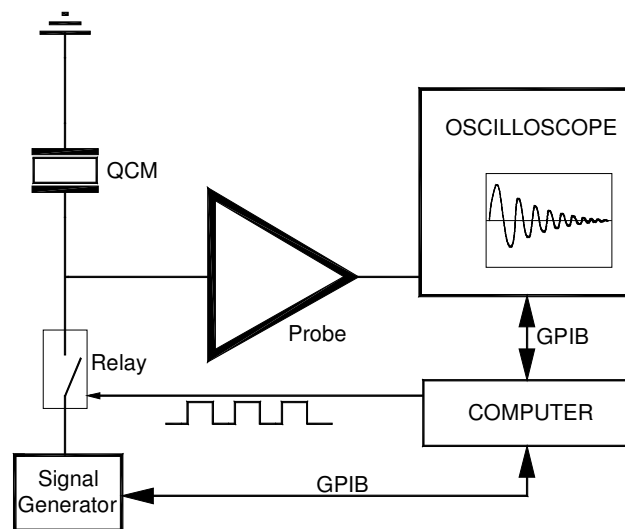 OSCILLOSCOPE
QCM
Probe
GPIB
Relay
COMPUTER
Signal
Generator
GPIB